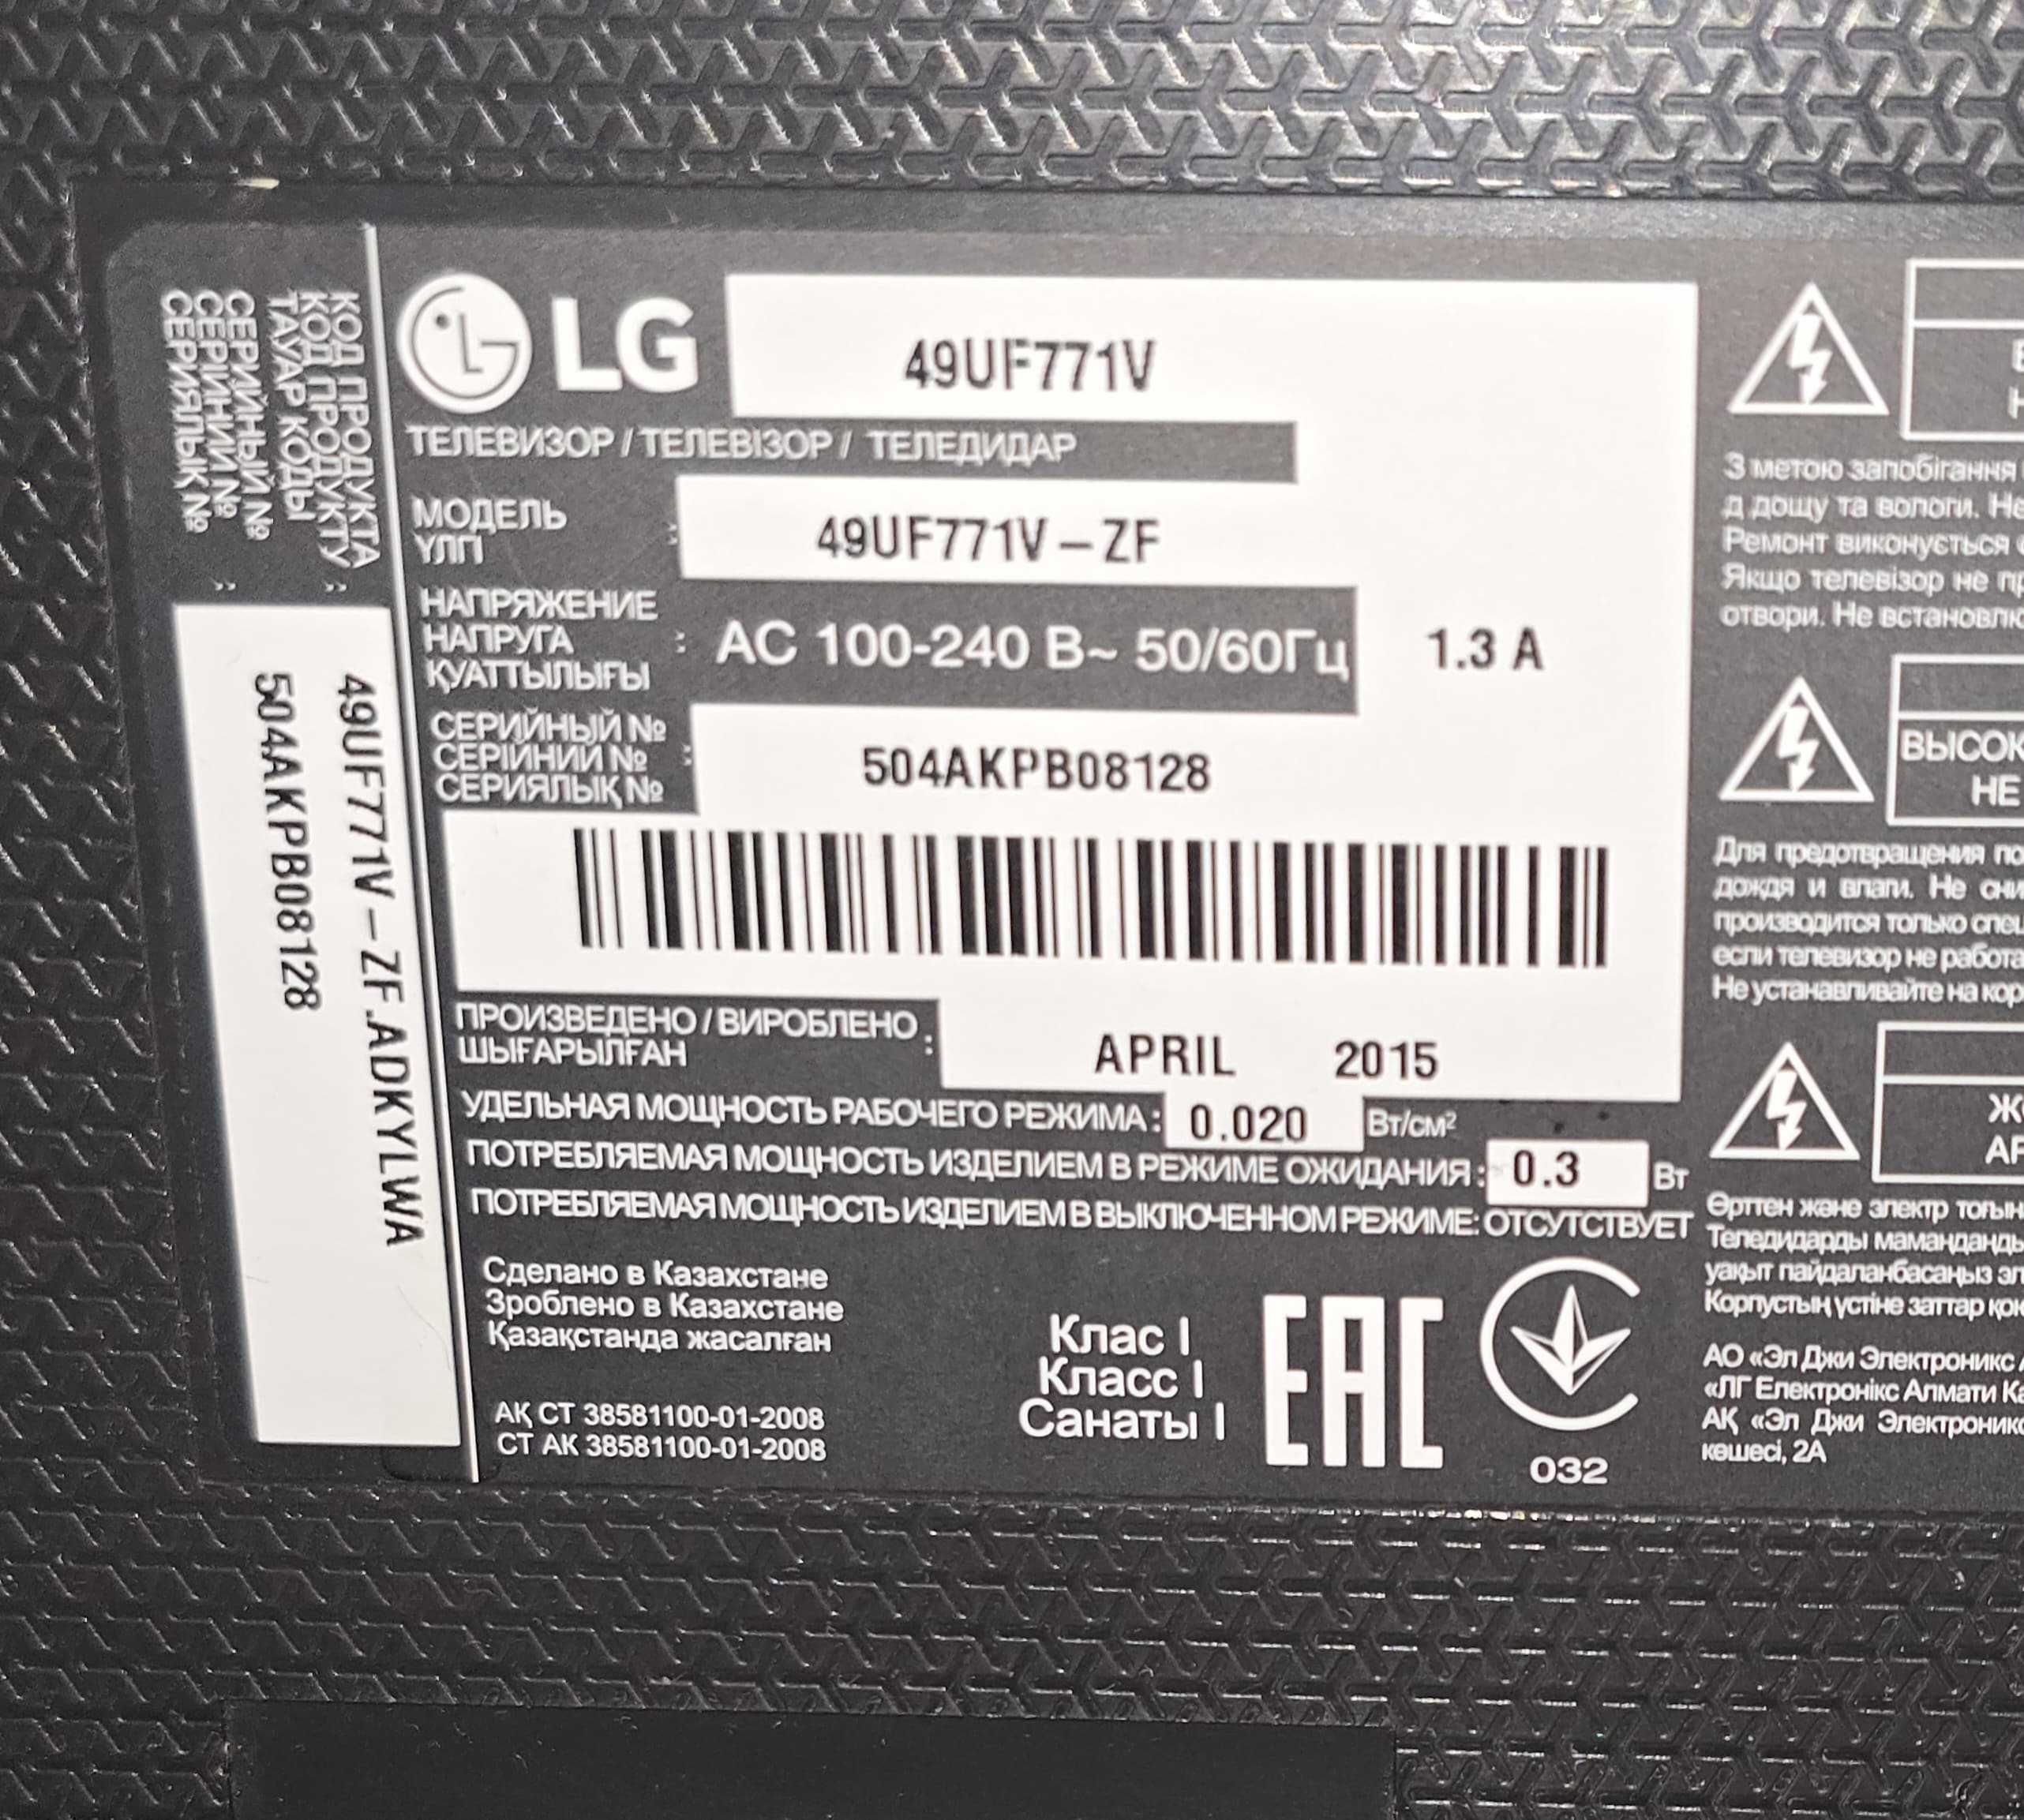 КОД ПРОДУКТА
КОД ПРОДУКТУ :
ТАУАР КОДЫ
СЕРИЙНЫЙ №
СЕРІЙНИЙ № :
СЕРИЯЛЫҚ №
49UF771V-ZF.ADKYLWA
504AKPB08128
LG 49UF771V
ТЕЛЕВИЗОР / ТЕЛЕВІЗОР / ТЕЛЕДИДАР
МОДЕЛЬ
ҮЛГІ : 49UF771V-ZF
НАПРЯЖЕНИЕ
НАПРУГА : AC 100-240 В~ 50/60Гц 1.3 A
ҚУАТТЫЛЫҒЫ
СЕРИЙНЫЙ №
СЕРІЙНИЙ № : 504AKPB08128
СЕРИЯЛЫҚ №
ПРОИЗВЕДЕНО / ВИРОБЛЕНО :
ШЫҒАРЫЛҒАН
APRIL 2015
УДЕЛЬНАЯ МОЩНОСТЬ РАБОЧЕГО РЕЖИМА : 0.020 Вт/см²
ПОТРЕБЛЯЕМАЯ МОЩНОСТЬ ИЗДЕЛИЕМ В РЕЖИМЕ ОЖИДАНИЯ : 0.3 Вт
ПОТРЕБЛЯЕМАЯ МОЩНОСТЬ ИЗДЕЛИЕМ В ВЫКЛЮЧЕННОМ РЕЖИМЕ: ОТСУТСТВУЕТ
Сделано в Казахстане
Зроблено в Казахстане
Қазақстанда жасалған
АҚ СТ 38581100-01-2008
СТ АК 38581100-01-2008
Клас I
Класс I
Санаты I
EAC
032
З метою запобігання
д дощу та вологи. Не
Ремонт виконується
Якщо телевізор не
отвори. Не
ВЫСОК
НЕ
Для предотвращения
дождя и влаги. Не
производится только
если телевизор не
Не устанавливайте на
Өрттен және электр
Теледидарды
уақыт пайдаланбасаңыз
Корпустың үстіне заттар
АО «Эл Джи Электроникс
«ЛГ Електронікс Алмати
АҚ «Эл Джи
көшесі, 2А